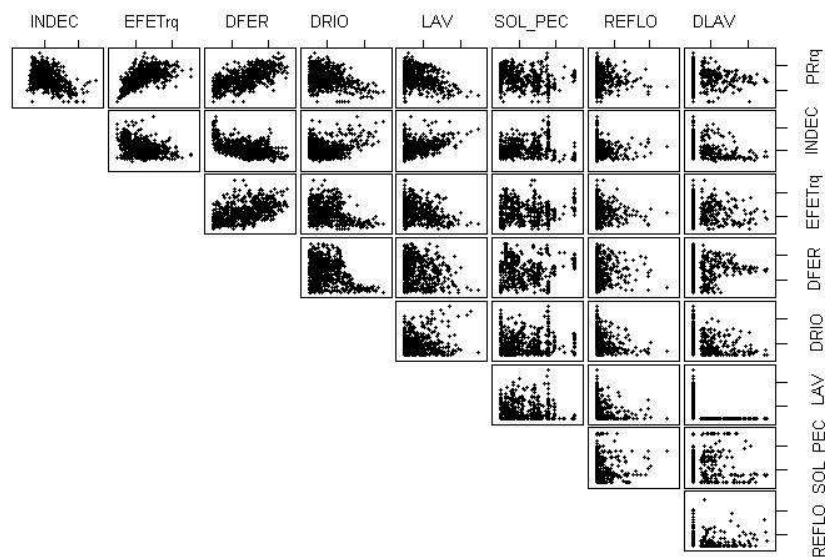 INDEC EFETrq DFER DRIO LAV SOL_PEC REFLO DLAV
PRrq
INDEC
EFETrq
DFER
DRIO
LAV
SOL_PEC
REFLO